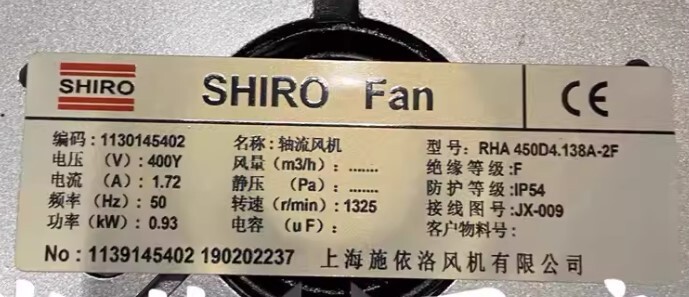 SHIRO
SHIRO Fan
CE
编码: 1130145402
名称: 轴流风机
型号: RHA 450D4.138A-2F
电压 (V): 400Y
风量 (m3/h): .......
绝缘等级: F
电流 (A): 1.72
静压 (Pa): .......
防护等级: IP54
频率 (Hz): 50
转速 (r/min): 1325
接线图号: JX-009
功率 (kW): 0.93
电容 (uF):
客户物料号:
No: 1139145402 190202237
上海施依洛风机有限公司